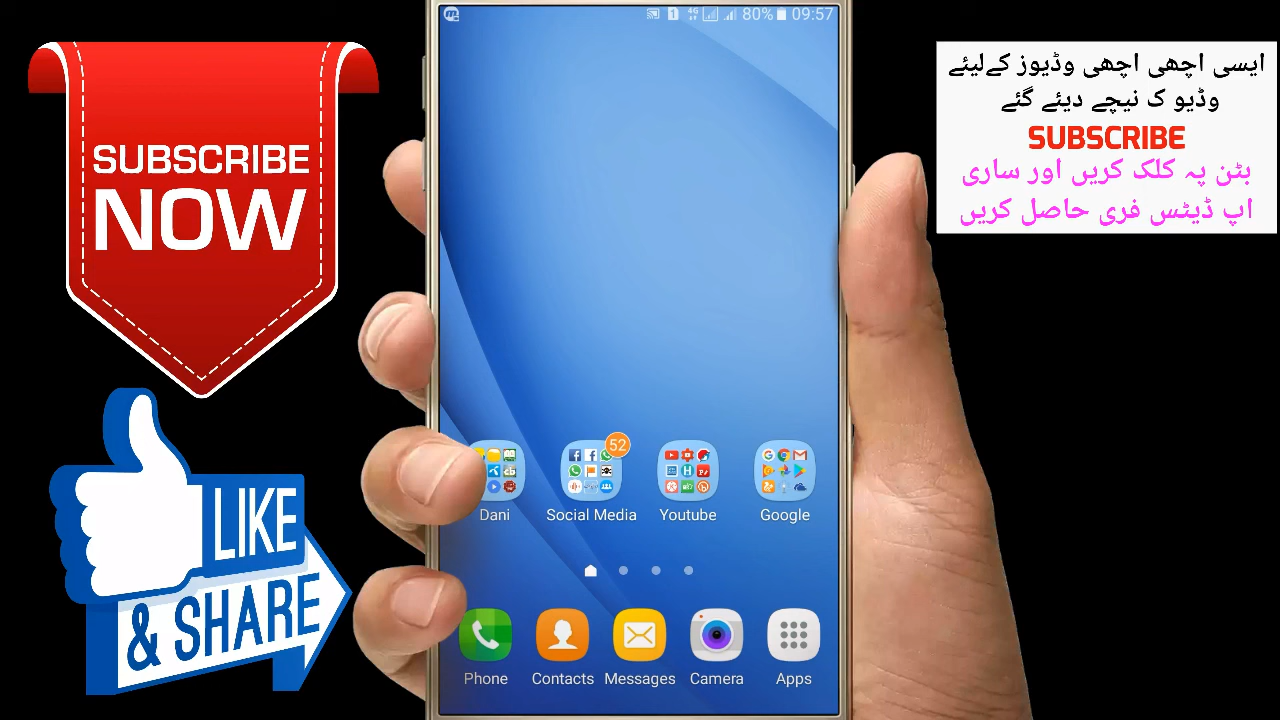 1 4G 80% 09:57
SUBSCRIBE
NOW
ایسی اچھی اچھی وڈیوز کےلیئے
وڈیو ک نیچے دیئے گئے
SUBSCRIBE
بٹن پہ کلک کریں اور ساری
اپ ڈیٹس فری حاصل کریں
LIKE
& SHARE
52
Dani
Social Media
Youtube
Google
Phone
Contacts
Messages
Camera
Apps